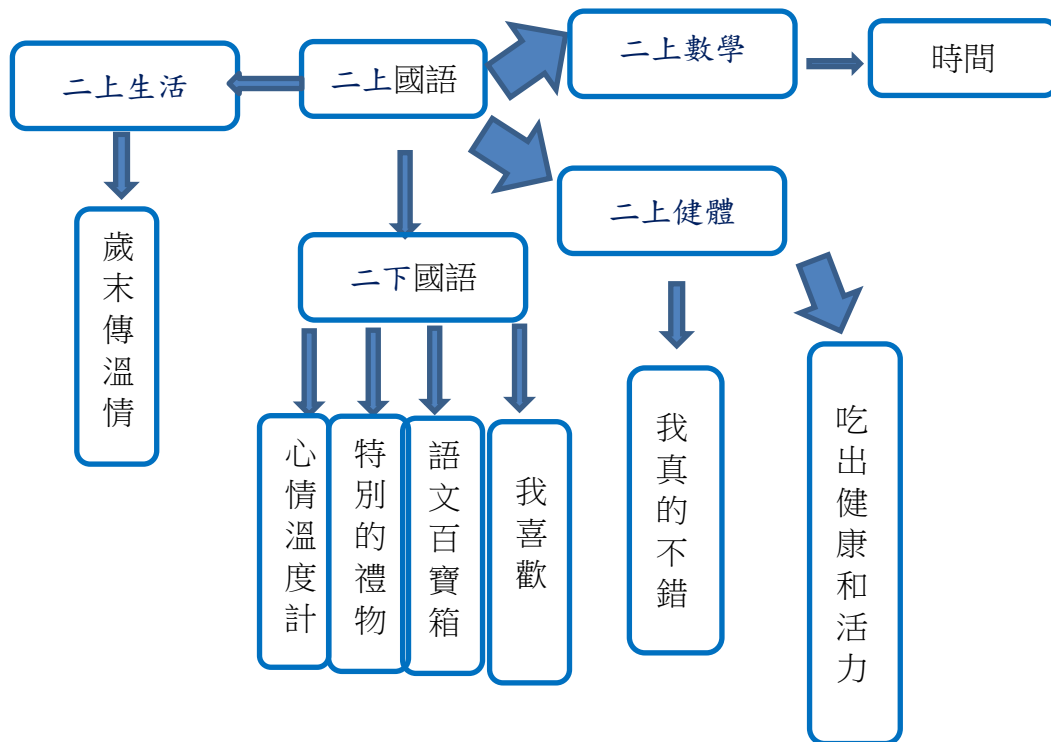 二上生活
二上國語
二上數學
時間
二上健體
歲末傳溫情
二下國語
心情溫度計
特別的禮物
語文百寶箱
我喜歡
我真的不錯
吃出健康和活力